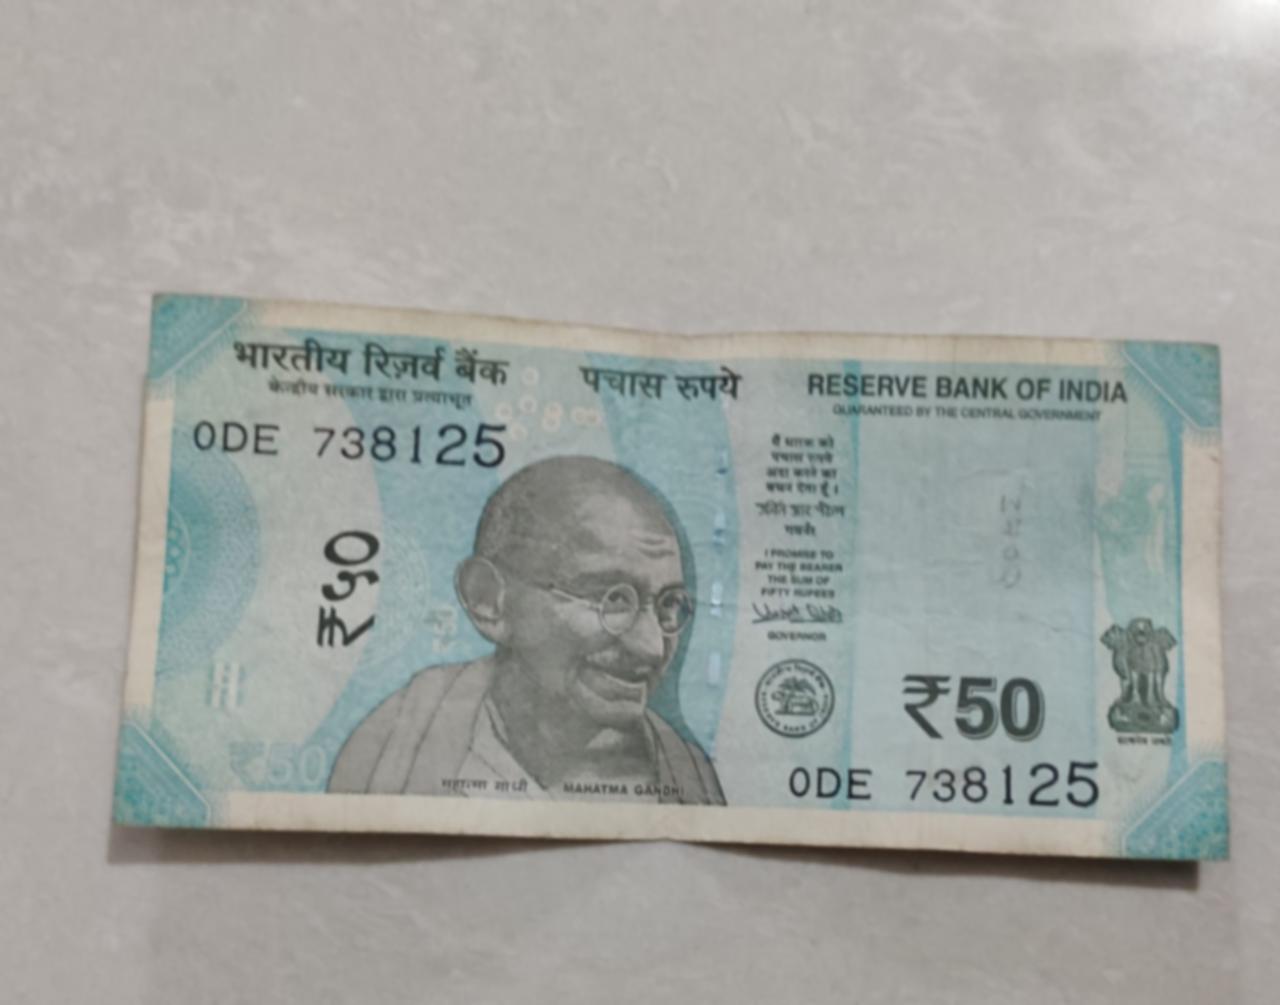 भारतीय रिज़र्व बैंक
केन्द्रीय सरकार द्वारा प्रत्याभूत
पचास रुपये
RESERVE BANK OF INDIA
GUARANTEED BY THE CENTRAL GOVERNMENT
0DE 738125
मैं धारक को
पचास रुपये
अदा करने का
वचन देता हूँ।
गवर्नर
I PROMISE TO
PAY THE BEARER
THE SUM OF
FIFTY RUPEES
GOVERNOR
₹५०
₹50
₹50
सत्यमेव जयते
महात्मा गांधी MAHATMA GANDHI
0DE 738125